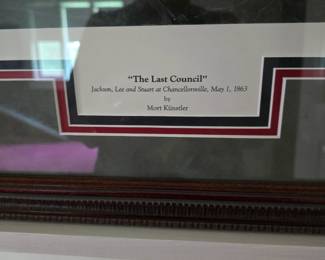 "The Last Council"
Jackson, Lee and Stuart at Chancellorsville, May 1, 1863
by
Mort Künstler